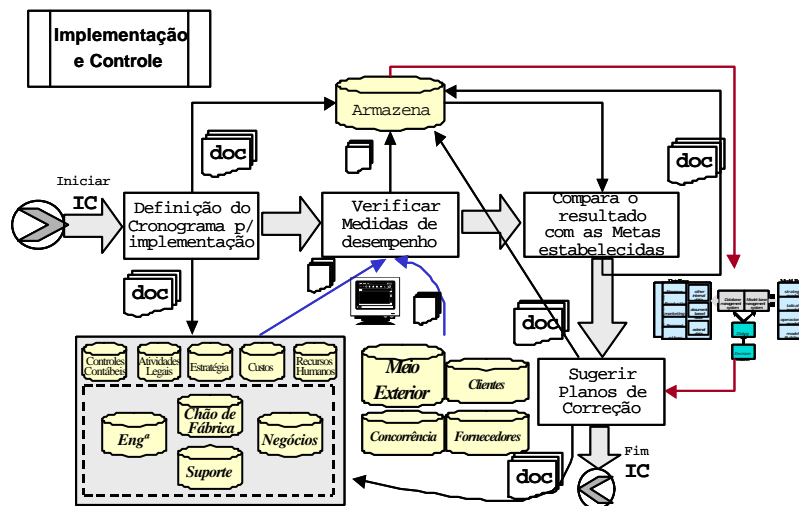 Implementação
e Controle
Armazena
doc
doc
Iniciar
IC
Definição do
Cronograma p/
implementação
Verificar
Medidas de
desempenho
Compara o
resultado
com as Metas
estabelecidas
doc
doc
Controles
Contábeis
Atividades
Legais
Estratégia
Custos
Recursos
Humanos
Meio
Exterior
Clientes
Sugerir
Planos de
Correção
Engª
Chão de
Fábrica
Negócios
Concorrência
Fornecedores
Suporte
doc
Fim
IC